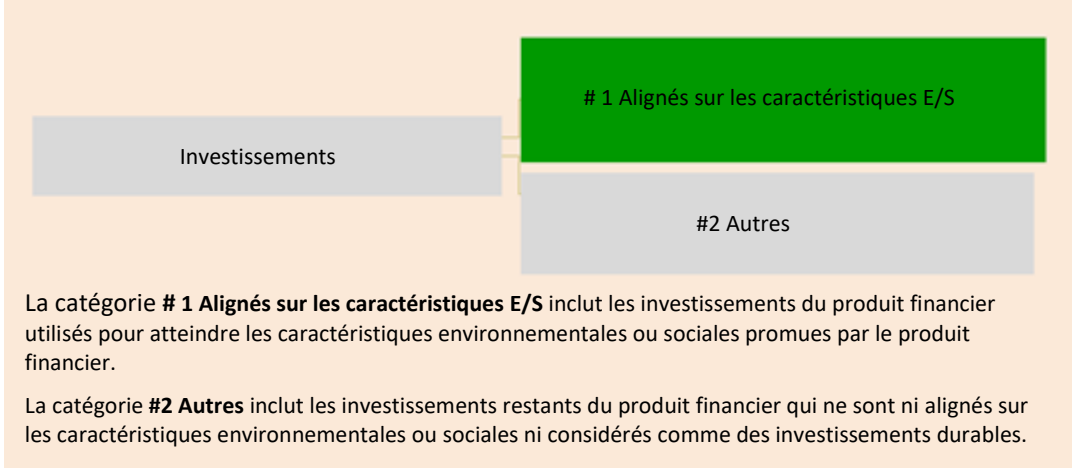 # 1 Alignés sur les caractéristiques E/S
Investissements
#2 Autres
La catégorie # 1 Alignés sur les caractéristiques E/S inclut les investissements du produit financier
utilisés pour atteindre les caractéristiques environnementales ou sociales promues par le produit
financier.
La catégorie #2 Autres inclut les investissements restants du produit financier qui ne sont ni alignés sur
les caractéristiques environnementales ou sociales ni considérés comme des investissements durables.